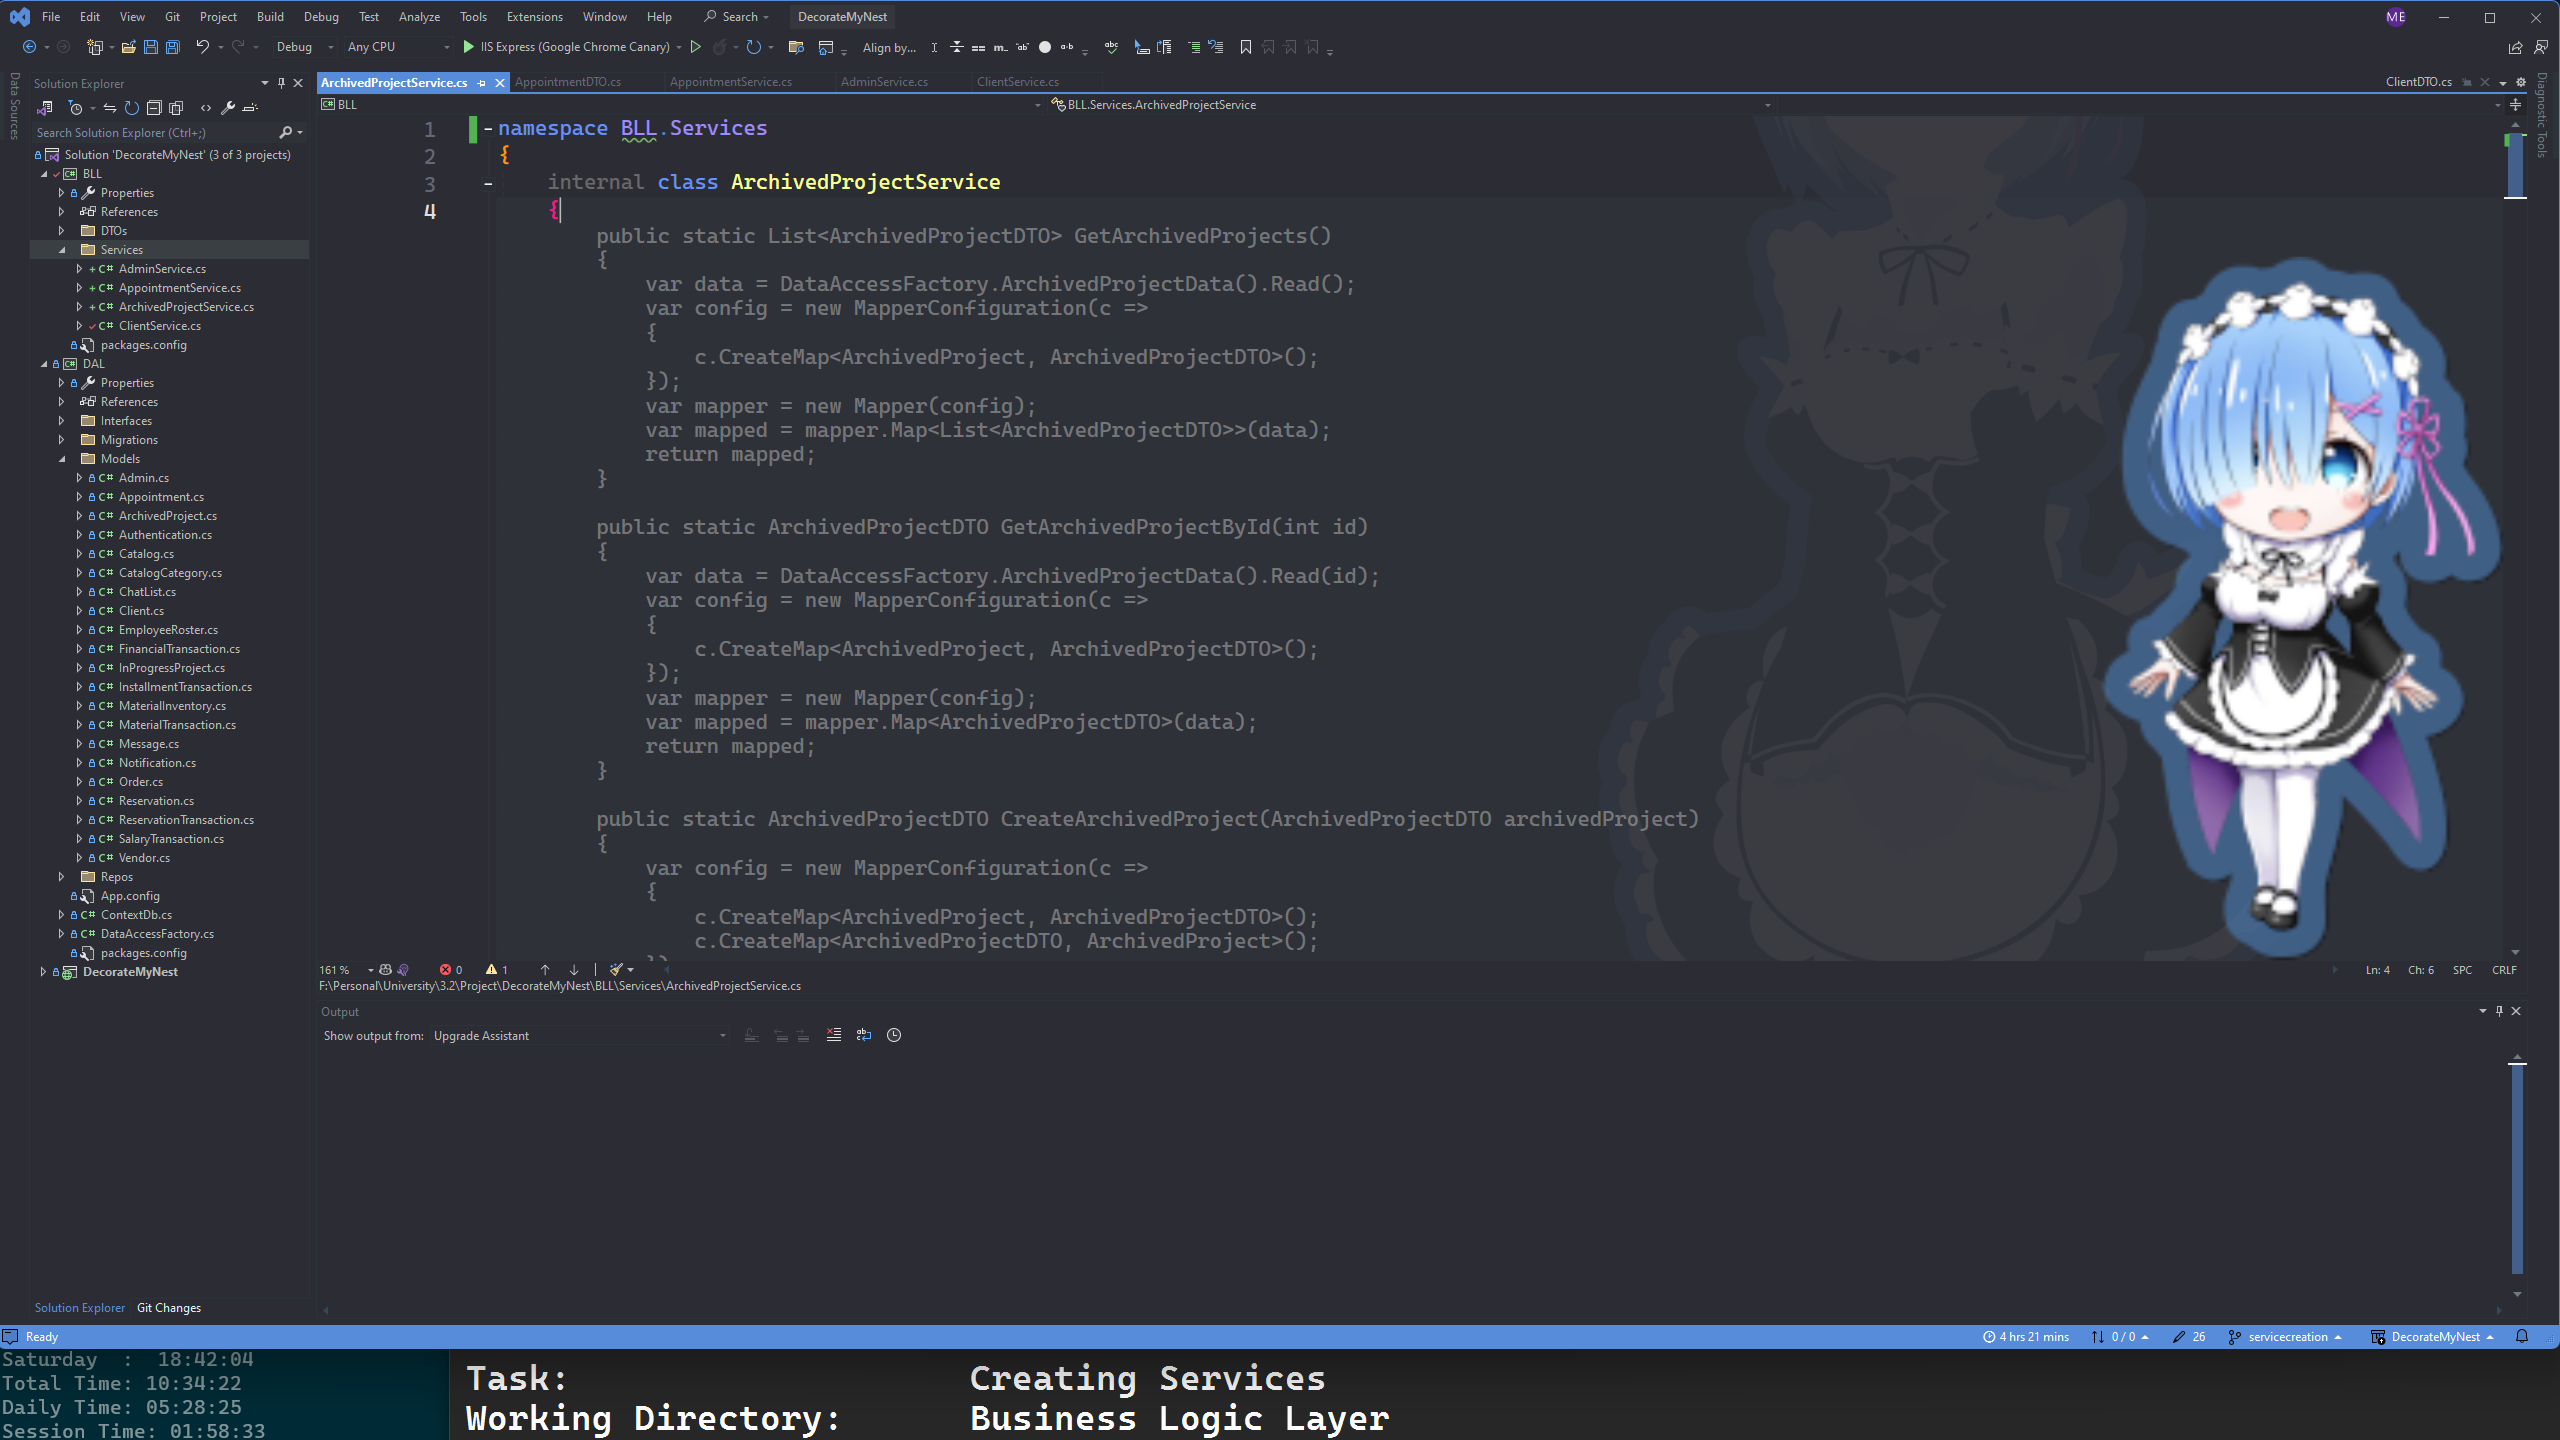 File Edit View Git Project Build Debug Test Analyze Tools Extensions Window Help Search DecorateMyNest ME
Debug Any CPU IIS Express (Google Chrome Canary) Align by...
Data Sources
Solution Explorer
Search Solution Explorer (Ctrl+;)
Solution 'DecorateMyNest' (3 of 3 projects)
BLL
Properties
References
DTOs
Services
AdminService.cs
AppointmentService.cs
ArchivedProjectService.cs
ClientService.cs
packages.config
DAL
Properties
References
Interfaces
Migrations
Models
Admin.cs
Appointment.cs
ArchivedProject.cs
Authentication.cs
Catalog.cs
CatalogCategory.cs
ChatList.cs
Client.cs
EmployeeRoster.cs
FinancialTransaction.cs
InProgressProject.cs
InstallmentTransaction.cs
MaterialInventory.cs
MaterialTransaction.cs
Message.cs
Notification.cs
Order.cs
Reservation.cs
ReservationTransaction.cs
SalaryTransaction.cs
Vendor.cs
Repos
App.config
ContextDb.cs
DataAccessFactory.cs
packages.config
DecorateMyNest
Solution Explorer Git Changes
ArchivedProjectService.cs AppointmentDTO.cs AppointmentService.cs AdminService.cs ClientService.cs ClientDTO.cs
BLL BLL.Services.ArchivedProjectService
Diagnostic Tools
1 namespace BLL.Services
2 {
3 internal class ArchivedProjectService
4 {
public static List<ArchivedProjectDTO> GetArchivedProjects()
{
var data = DataAccessFactory.ArchivedProjectData().Read();
var config = new MapperConfiguration(c =>
{
c.CreateMap<ArchivedProject, ArchivedProjectDTO>();
});
var mapper = new Mapper(config);
var mapped = mapper.Map<List<ArchivedProjectDTO>>(data);
return mapped;
}
public static ArchivedProjectDTO GetArchivedProjectById(int id)
{
var data = DataAccessFactory.ArchivedProjectData().Read(id);
var config = new MapperConfiguration(c =>
{
c.CreateMap<ArchivedProject, ArchivedProjectDTO>();
});
var mapper = new Mapper(config);
var mapped = mapper.Map<ArchivedProjectDTO>(data);
return mapped;
}
public static ArchivedProjectDTO CreateArchivedProject(ArchivedProjectDTO archivedProject)
{
var config = new MapperConfiguration(c =>
{
c.CreateMap<ArchivedProject, ArchivedProjectDTO>();
c.CreateMap<ArchivedProjectDTO, ArchivedProject>();
161 % 0 1 Ln: 4 Ch: 6 SPC CRLF
F:\Personal\University\3.2\Project\DecorateMyNest\BLL\Services\ArchivedProjectService.cs
Output
Show output from: Upgrade Assistant
Ready 4 hrs 21 mins 0 / 0 26 servicecreation DecorateMyNest
Saturday : 18:42:04
Total Time: 10:34:22
Daily Time: 05:28:25
Session Time: 01:58:33
Task: Creating Services
Working Directory: Business Logic Layer